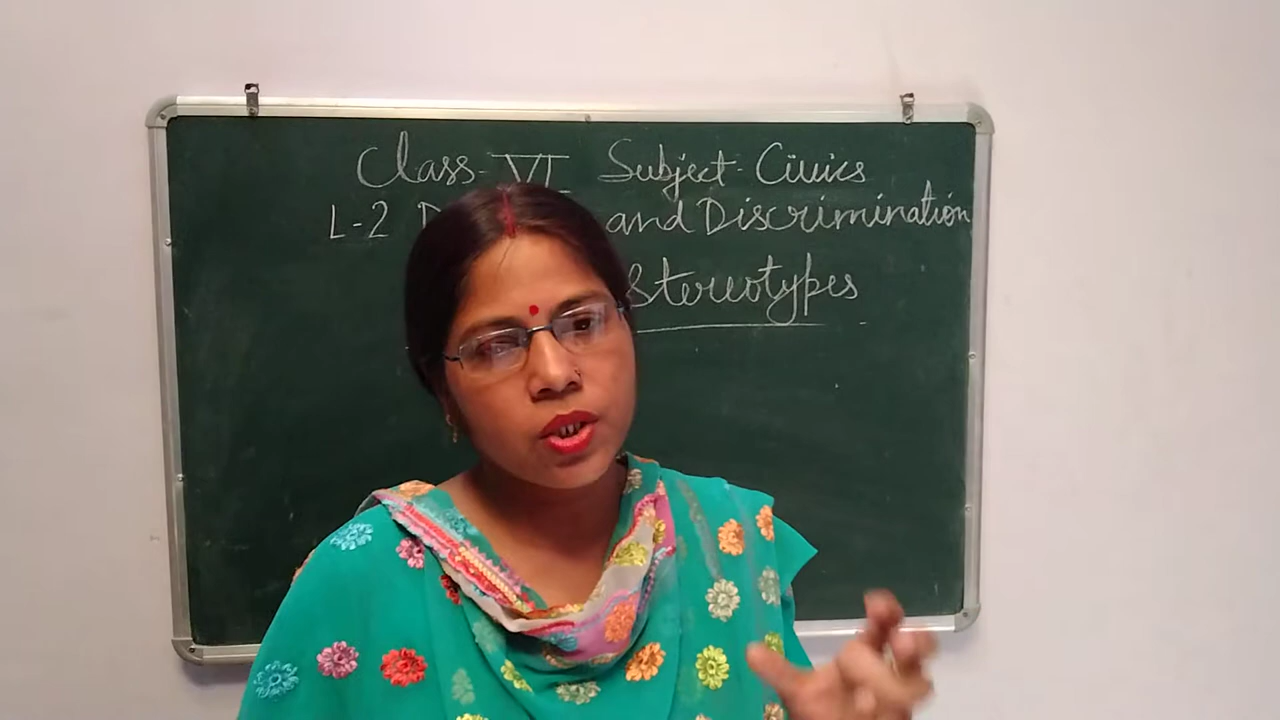 Class-VI Subject- Civics
L-2 D and Discrimination
Stereotypes